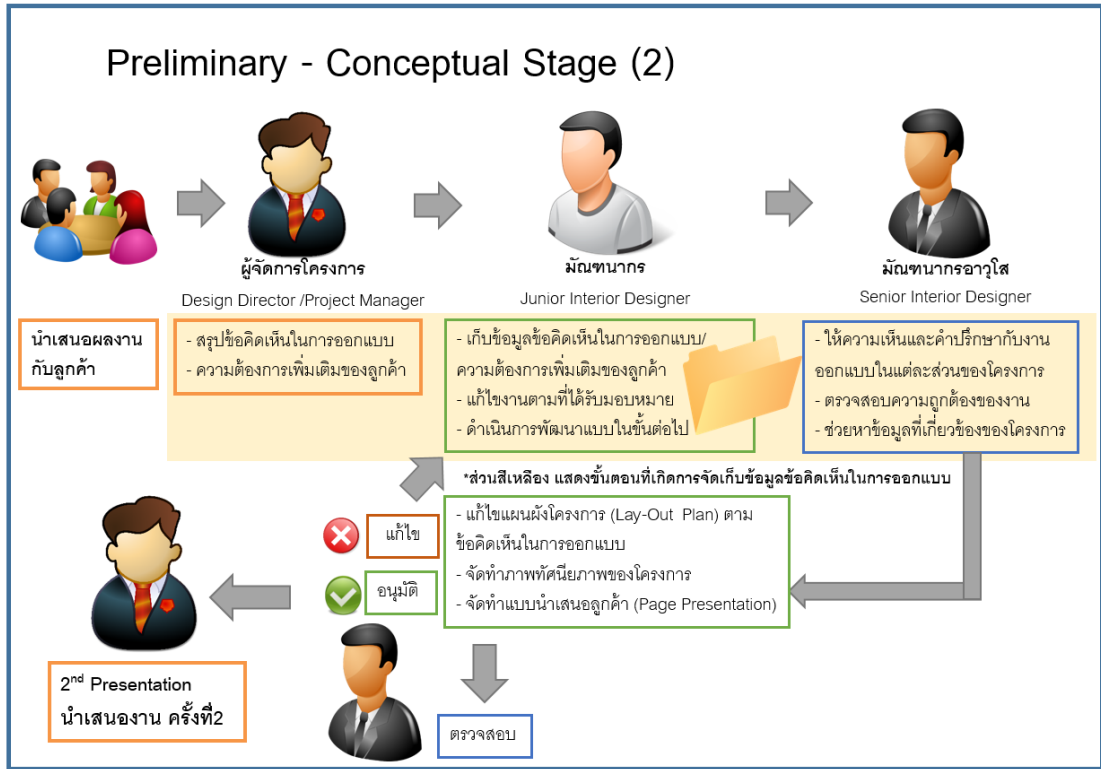 Preliminary - Conceptual Stage (2)
ผู้จัดการโครงการ
Design Director /Project Manager
มัณฑนากร
Junior Interior Designer
มัณฑนากรอาวุโส
Senior Interior Designer
นำเสนอผลงาน
กับลูกค้า
- สรุปข้อคิดเห็นในการออกแบบ
- ความต้องการเพิ่มเติมของลูกค้า
- เก็บข้อมูลข้อคิดเห็นในการออกแบบ/
ความต้องการเพิ่มเติมของลูกค้า
- แก้ไขงานตามที่ได้รับมอบหมาย
- ดำเนินการพัฒนาแบบในขั้นต่อไป
- ให้ความเห็นและคำปรึกษากับงาน
ออกแบบในแต่ละส่วนของโครงการ
- ตรวจสอบความถูกต้องของงาน
- ช่วยหาข้อมูลที่เกี่ยวข้องของโครงการ
*ส่วนสีเหลือง แสดงขั้นตอนที่เกิดการจัดเก็บข้อมูลข้อคิดเห็นในการออกแบบ
แก้ไข
อนุมัติ
- แก้ไขแผนผังโครงการ (Lay-Out Plan) ตาม
ข้อคิดเห็นในการออกแบบ
- จัดทำภาพทัศนียภาพของโครงการ
- จัดทำแบบนำเสนอลูกค้า (Page Presentation)
2nd Presentation
นำเสนองาน ครั้งที่2
ตรวจสอบ